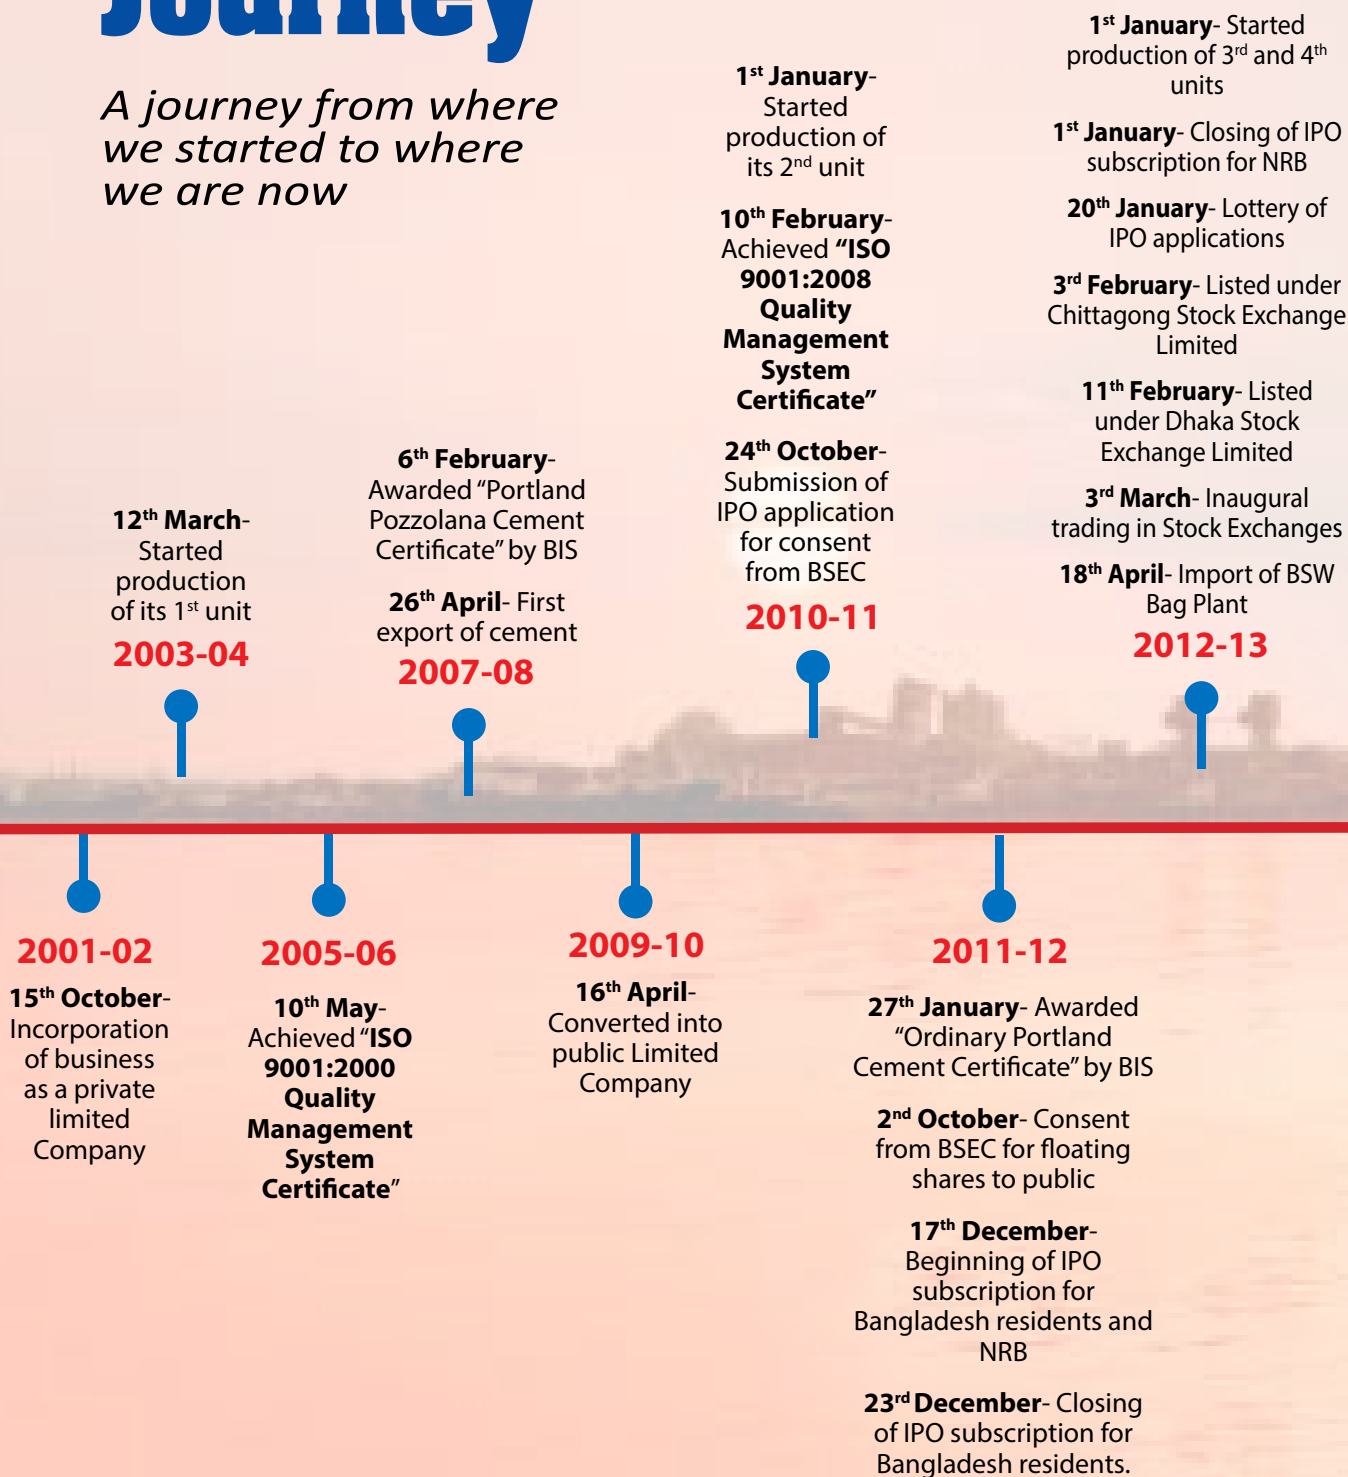 Journey
A journey from where
we started to where
we are now
12th March-
Started
production
of its 1st unit
2003-04
6th February-
Awarded “Portland
Pozzolana Cement
Certificate” by BIS
26th April- First
export of cement
2007-08
1st January-
Started
production of
its 2nd unit
10th February-
Achieved “ISO
9001:2008
Quality
Management
System
Certificate”
24th October-
Submission of
IPO application
for consent
from BSEC
2010-11
1st January- Started
production of 3rd and 4th
units
1st January- Closing of IPO
subscription for NRB
20th January- Lottery of
IPO applications
3rd February- Listed under
Chittagong Stock Exchange
Limited
11th February- Listed
under Dhaka Stock
Exchange Limited
3rd March- Inaugural
trading in Stock Exchanges
18th April- Import of BSW
Bag Plant
2012-13
2001-02
15th October-
Incorporation
of business
as a private
limited
Company
2005-06
10th May-
Achieved “ISO
9001:2000
Quality
Management
System
Certificate”
2009-10
16th April-
Converted into
public Limited
Company
2011-12
27th January- Awarded
“Ordinary Portland
Cement Certificate” by BIS
2nd October- Consent
from BSEC for floating
shares to public
17th December-
Beginning of IPO
subscription for
Bangladesh residents and
NRB
23rd December- Closing
of IPO subscription for
Bangladesh residents.